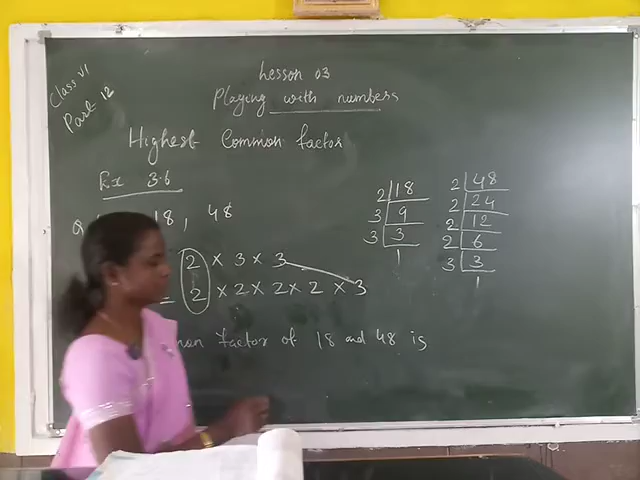 Class VI
Part 12
Lesson 03
Playing with numbers
Highest Common factor
Ex 3.6
18, 48
2 × 3 × 3
= 2 × 2 × 2 × 2 × 3
factor of 18 and 48 is
2 18
3 9
3 3
1
2 48
2 24
2 12
2 6
3 3
1